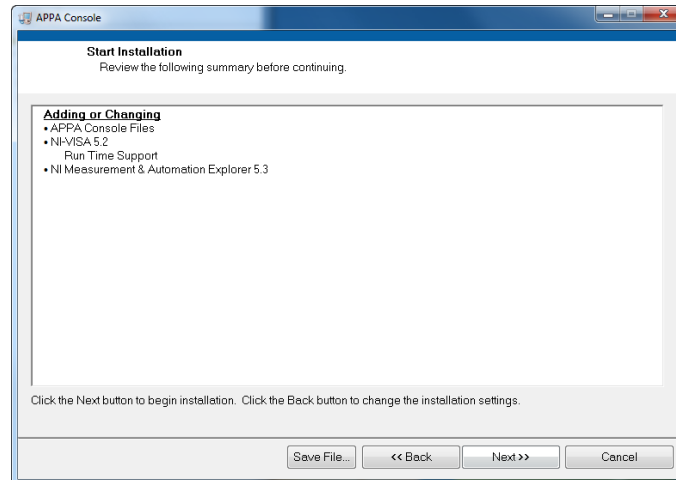 APPA Console
Start Installation
Review the following summary before continuing.
Adding or Changing
• APPA Console Files
• NI-VISA 5.2
Run Time Support
• NI Measurement & Automation Explorer 5.3
Click the Next button to begin installation. Click the Back button to change the installation settings.
Save File... << Back Next >> Cancel